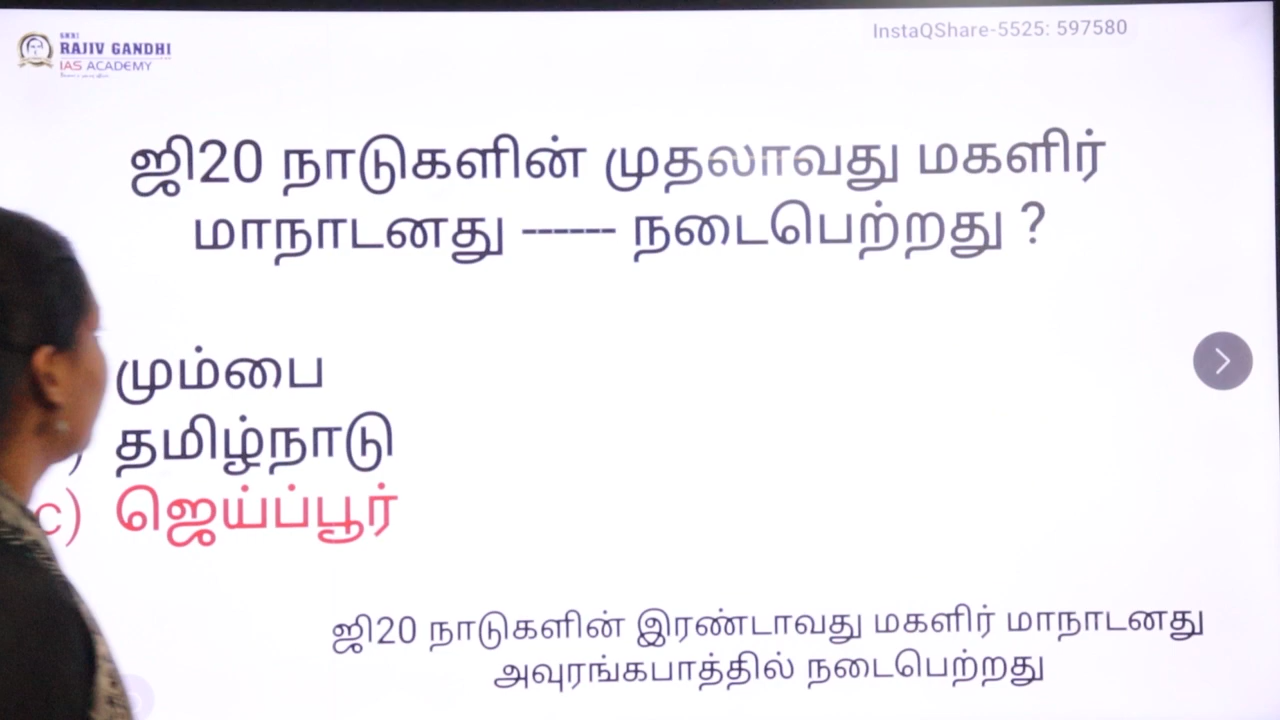 InstaQShare-5525: 597580
SHRI
RAJIV GANDHI
IAS ACADEMY
ஜி20 நாடுகளின் முதலாவது மகளிர்
மாநாடனது ------ நடைபெற்றது ?
மும்பை
) தமிழ்நாடு
c) ஜெய்ப்பூர்
ஜி20 நாடுகளின் இரண்டாவது மகளிர் மாநாடனது
அவுரங்கபாத்தில் நடைபெற்றது